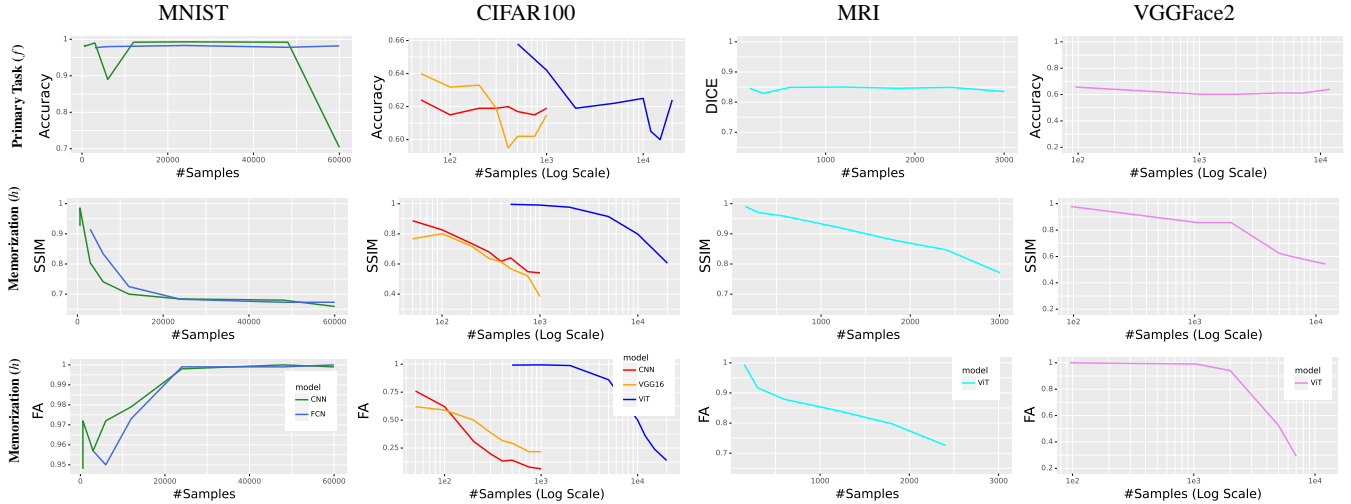 MNIST CIFAR100 MRI VGGFace2
Primary Task (f)
Accuracy
1
0.9
0.8
0.7
0 20000 40000 60000
#Samples
Accuracy
0.66
0.64
0.62
0.60
1e2 1e3 1e4
#Samples (Log Scale)
DICE
1
0.9
0.8
0.7
1000 2000 3000
#Samples
Accuracy
1
0.8
0.6
0.4
0.2
1e2 1e3 1e4
#Samples (Log Scale)
Memorization (h)
SSIM
1
0.9
0.8
0.7
0 20000 40000 60000
#Samples
SSIM
1
0.8
0.6
0.4
1e2 1e3 1e4
#Samples (Log Scale)
SSIM
1
0.9
0.8
0.7
1000 2000 3000
#Samples
SSIM
1
0.8
0.6
0.4
0.2
1e2 1e3 1e4
#Samples (Log Scale)
Memorization (h)
FA
1
0.99
0.98
0.97
0.96
0.95
model
CNN
FCN
0 20000 40000 60000
#Samples
FA
1
0.75
0.50
0.25
model
CNN
VGG16
ViT
1e2 1e3 1e4
#Samples (Log Scale)
FA
1
0.9
0.8
0.7
model
ViT
0 1000 2000 3000
#Samples
FA
1
0.8
0.6
0.4
0.2
model
ViT
1e2 1e3 1e4
#Samples (Log Scale)